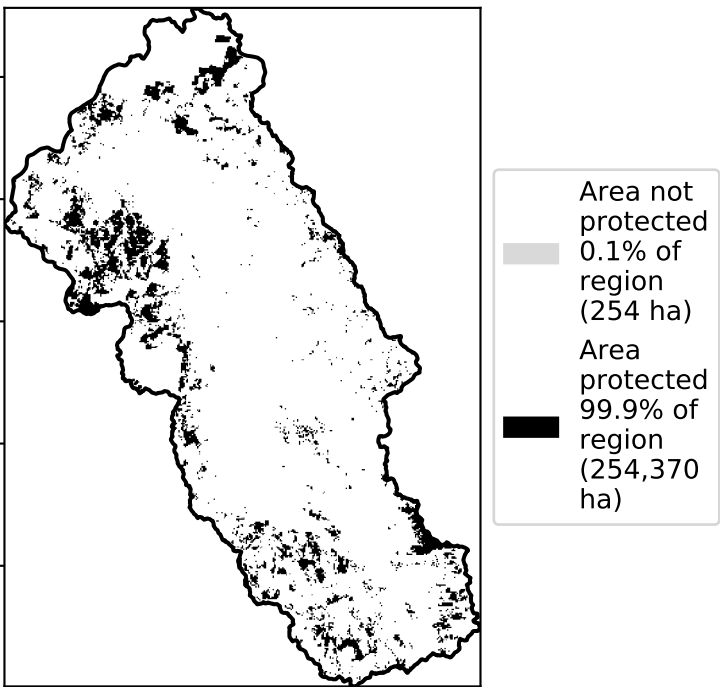 Area not
protected
0.1% of
region
(254 ha)
Area
protected
99.9% of
region
(254,370
ha)